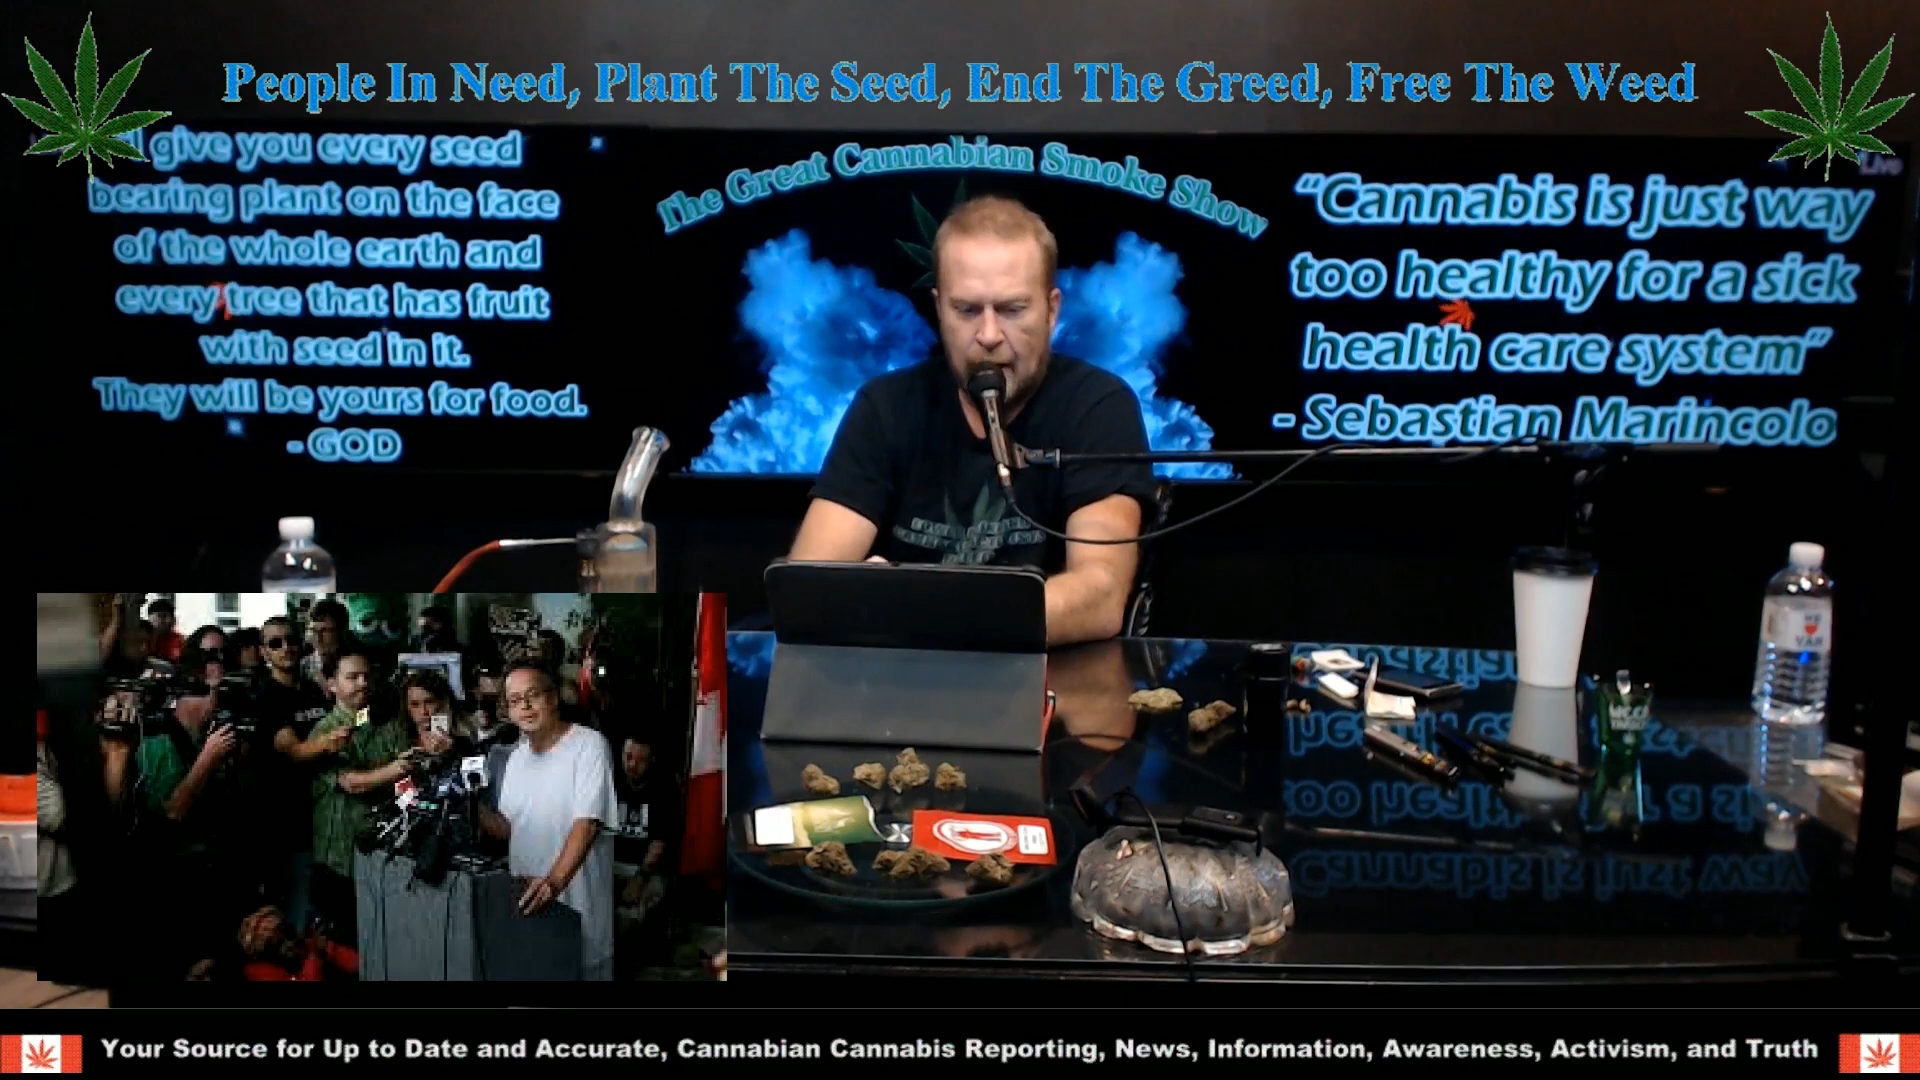 People In Need, Plant The Seed, End The Greed, Free The Weed
I give you every seed
bearing plant on the face
of the whole earth and
every tree that has fruit
with seed in it.
They will be yours for food.
- GOD
The Great Cannabian Smoke Show
Live
“Cannabis is just way
too healthy for a sick
health care system”
- Sebastian Marincolo
Your Source for Up to Date and Accurate, Cannabian Cannabis Reporting, News, Information, Awareness, Activism, and Truth